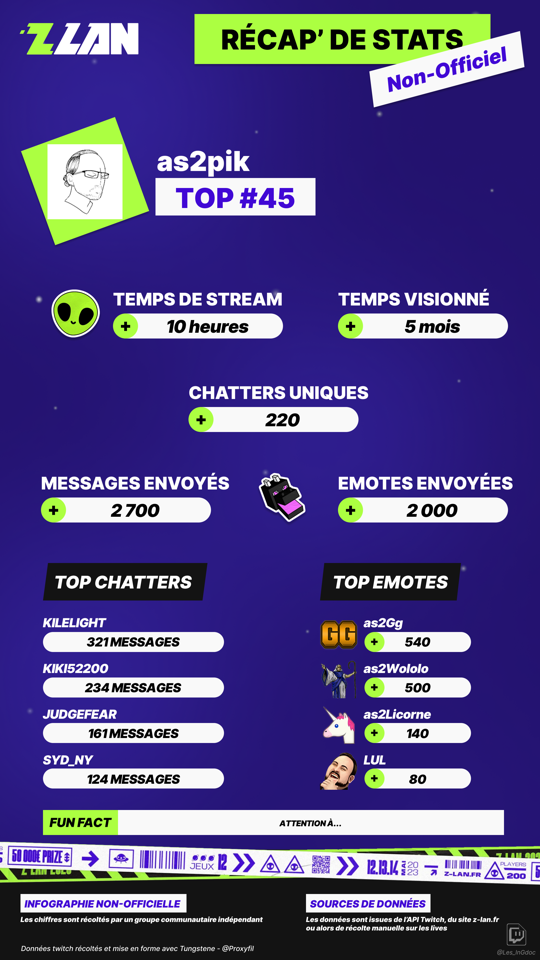 ZLAN
RÉCAP' DE STATS
Non-Officiel
as2pik
TOP #45
TEMPS DE STREAM
+ 10 heures
TEMPS VISIONNÉ
+ 5 mois
CHATTERS UNIQUES
+ 220
MESSAGES ENVOYÉS
+ 2 700
EMOTES ENVOYÉES
+ 2 000
TOP CHATTERS
KILELIGHT
321 MESSAGES
KIKI52200
234 MESSAGES
JUDGEFEAR
161 MESSAGES
SYD_NY
124 MESSAGES
TOP EMOTES
GG
as2Gg
+ 540
as2Wololo
+ 500
as2Licorne
+ 140
LUL
+ 80
FUN FACT
ATTENTION À...
50 000€ PRIZE
JEUX 12
12.13.14 MAI 2023
Z-LAN.FR
PLAYERS 200
INFOGRAPHIE NON-OFFICIELLE
Les chiffres sont récoltés par un groupe communautaire indépendant
SOURCES DE DONNÉES
Les données sont issues de l'API Twitch, du site z-lan.fr
ou alors de récolte manuelle sur les lives
Données twitch récoltés et mise en forme avec Tungstene - @Proxyfil
@Les_InGdoc